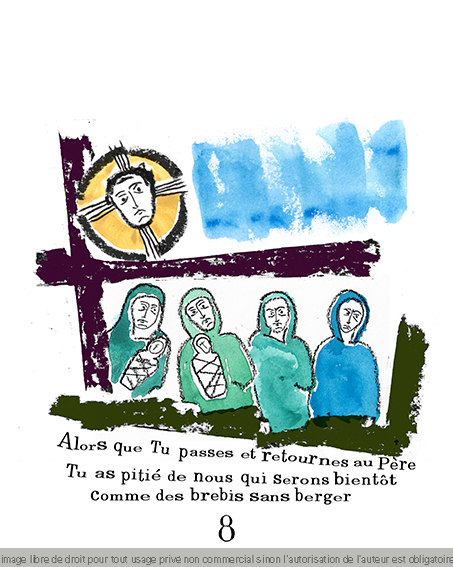 Alors que Tu passes et retournes au Père
Tu as pitié de nous qui serons bientôt
comme des brebis sans berger
8
image libre de droit pour tout usage privé non commercial sinon l'autorisation de l'auteur est obligatoire